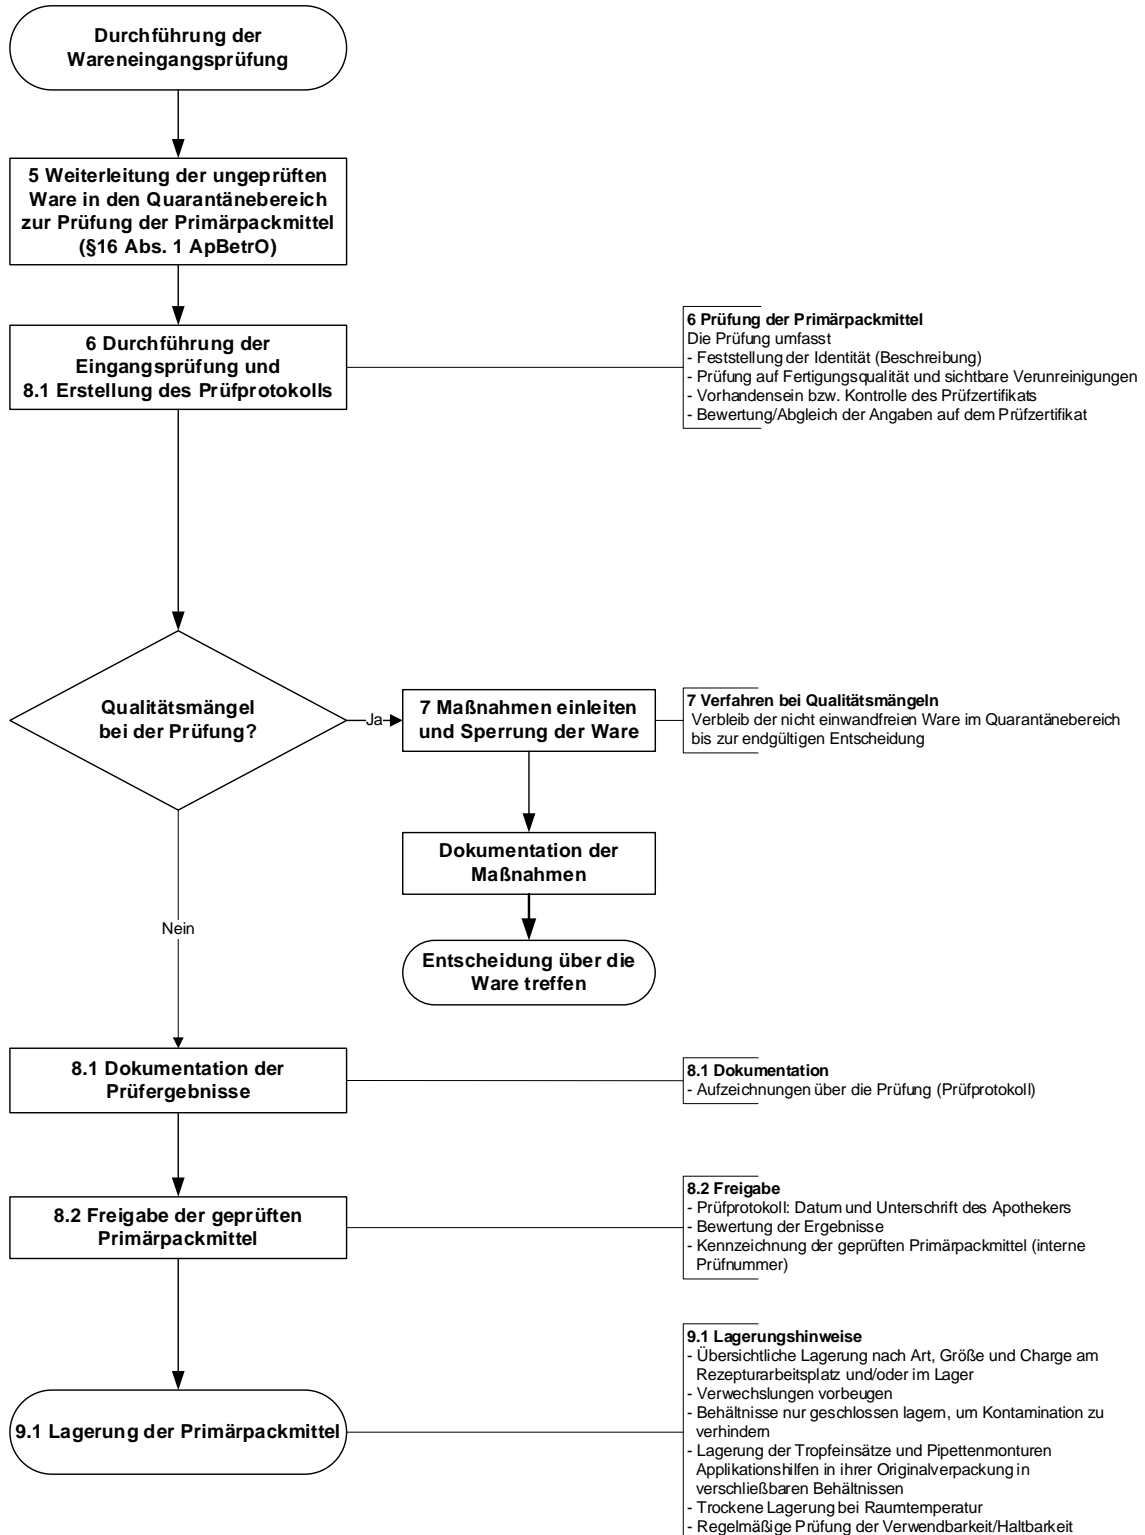 Durchführung der
Wareneingangsprüfung
5 Weiterleitung der ungeprüften
Ware in den Quarantänebereich
zur Prüfung der Primärpackmittel
(§16 Abs. 1 ApBetrO)
6 Durchführung der
Eingangsprüfung und
8.1 Erstellung des Prüfprotokolls
6 Prüfung der Primärpackmittel
Die Prüfung umfasst
- Feststellung der Identität (Beschreibung)
- Prüfung auf Fertigungsqualität und sichtbare Verunreinigungen
- Vorhandensein bzw. Kontrolle des Prüfzertifikats
- Bewertung/Abgleich der Angaben auf dem Prüfzertifikat
Qualitätsmängel
bei der Prüfung?
Ja
7 Maßnahmen einleiten
und Sperrung der Ware
7 Verfahren bei Qualitätsmängeln
Verbleib der nicht einwandfreien Ware im Quarantänebereich
bis zur endgültigen Entscheidung
Dokumentation der
Maßnahmen
Nein
Entscheidung über die
Ware treffen
8.1 Dokumentation der
Prüfergebnisse
8.1 Dokumentation
- Aufzeichnungen über die Prüfung (Prüfprotokoll)
8.2 Freigabe der geprüften
Primärpackmittel
8.2 Freigabe
- Prüfprotokoll: Datum und Unterschrift des Apothekers
- Bewertung der Ergebnisse
- Kennzeichnung der geprüften Primärpackmittel (interne
Prüfnummer)
9.1 Lagerung der Primärpackmittel
9.1 Lagerungshinweise
- Übersichtliche Lagerung nach Art, Größe und Charge am
Rezepturarbeitsplatz und/oder im Lager
- Verwechslungen vorbeugen
- Behältnisse nur geschlossen lagern, um Kontamination zu
verhindern
- Lagerung der Tropfeinsätze und Pipettenmonturen
Applikationshilfen in ihrer Originalverpackung in
verschließbaren Behältnissen
- Trockene Lagerung bei Raumtemperatur
- Regelmäßige Prüfung der Verwendbarkeit/Haltbarkeit